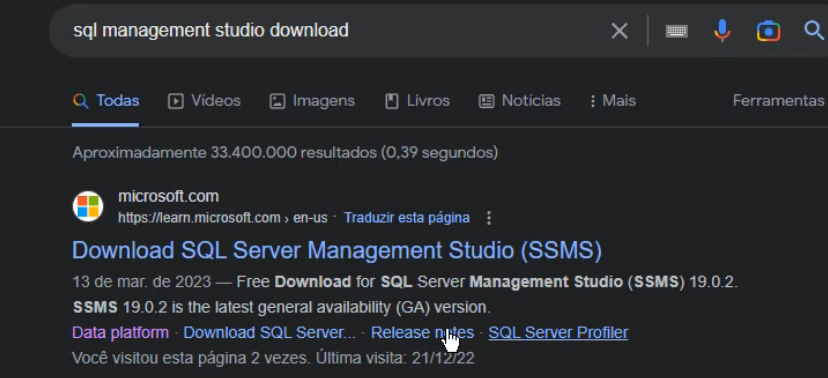 sql management studio download
Todas Vídeos Imagens Livros Notícias Mais Ferramentas
Aproximadamente 33.400.000 resultados (0,39 segundos)
microsoft.com
https://learn.microsoft.com › en-us · Traduzir esta página
Download SQL Server Management Studio (SSMS)
13 de mar. de 2023 — Free Download for SQL Server Management Studio (SSMS) 19.0.2.
SSMS 19.0.2 is the latest general availability (GA) version.
Data platform · Download SQL Server... · Release notes · SQL Server Profiler
Você visitou esta página 2 vezes. Última visita: 21/12/22